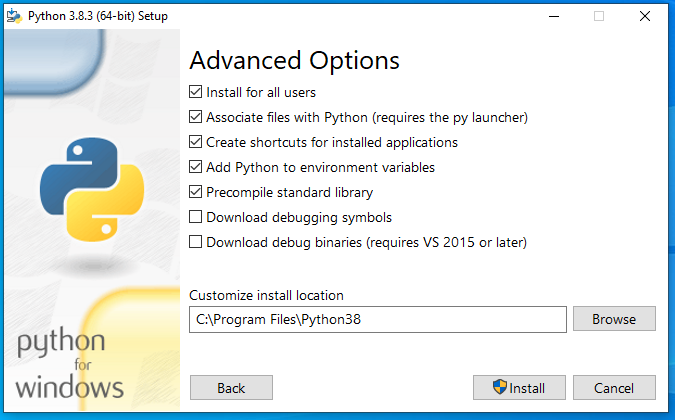 Python 3.8.3 (64-bit) Setup
Advanced Options
Install for all users
Associate files with Python (requires the py launcher)
Create shortcuts for installed applications
Add Python to environment variables
Precompile standard library
Download debugging symbols
Download debug binaries (requires VS 2015 or later)
Customize install location
C:\Program Files\Python38
Browse
python
for
windows
Back
Install
Cancel